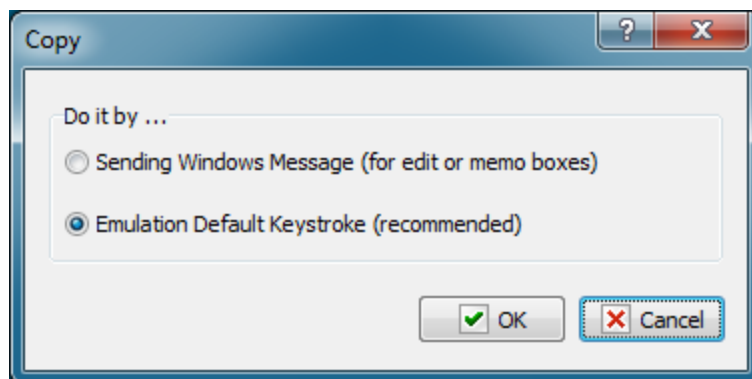 Copy
?
Do it by ...
Sending Windows Message (for edit or memo boxes)
Emulation Default Keystroke (recommended)
OK
Cancel